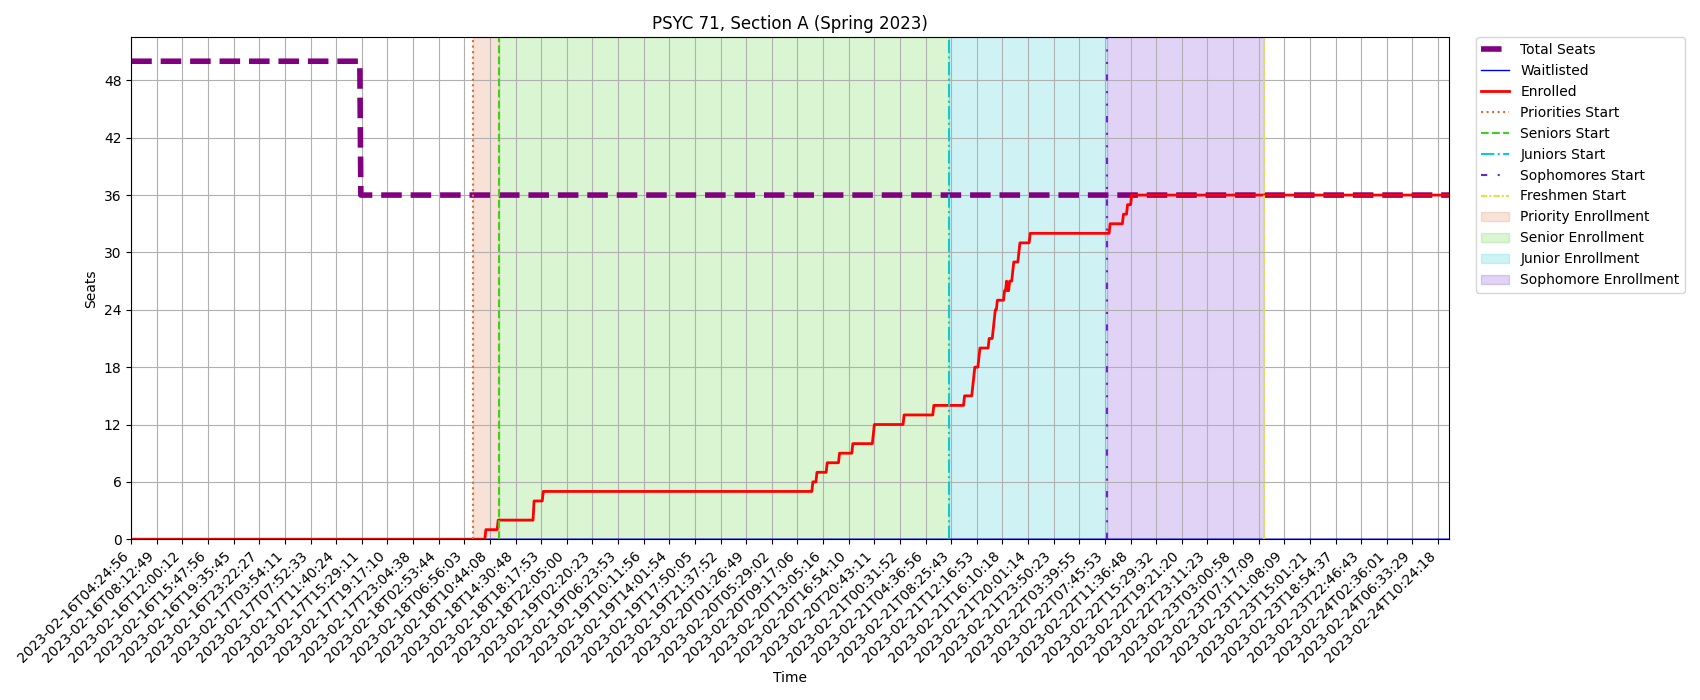 PSYC 71, Section A (Spring 2023)
Seats
48
42
36
30
24
18
12
6
0
2023-02-16T04:24:56
2023-02-16T08:12:49
2023-02-16T12:00:12
2023-02-16T15:47:56
2023-02-16T19:35:45
2023-02-16T23:22:27
2023-02-17T03:54:11
2023-02-17T07:52:33
2023-02-17T11:40:24
2023-02-17T15:29:11
2023-02-17T19:17:10
2023-02-17T23:04:38
2023-02-18T02:53:44
2023-02-18T06:56:03
2023-02-18T10:44:08
2023-02-18T14:30:48
2023-02-18T18:17:53
2023-02-18T22:05:00
2023-02-19T02:20:23
2023-02-19T06:23:53
2023-02-19T10:11:56
2023-02-19T14:01:54
2023-02-19T17:50:05
2023-02-19T21:37:52
2023-02-20T01:26:49
2023-02-20T05:29:02
2023-02-20T09:17:06
2023-02-20T13:05:16
2023-02-20T16:54:10
2023-02-20T20:43:11
2023-02-21T00:31:52
2023-02-21T04:36:56
2023-02-21T08:25:43
2023-02-21T12:16:53
2023-02-21T16:10:18
2023-02-21T20:01:14
2023-02-21T23:50:23
2023-02-22T03:39:55
2023-02-22T07:45:53
2023-02-22T11:36:48
2023-02-22T15:29:32
2023-02-22T19:21:20
2023-02-22T23:11:23
2023-02-23T03:00:58
2023-02-23T07:17:09
2023-02-23T11:08:09
2023-02-23T15:01:21
2023-02-23T18:54:37
2023-02-23T22:46:43
2023-02-24T02:36:01
2023-02-24T06:33:29
2023-02-24T10:24:18
Time
Total Seats
Waitlisted
Enrolled
Priorities Start
Seniors Start
Juniors Start
Sophomores Start
Freshmen Start
Priority Enrollment
Senior Enrollment
Junior Enrollment
Sophomore Enrollment